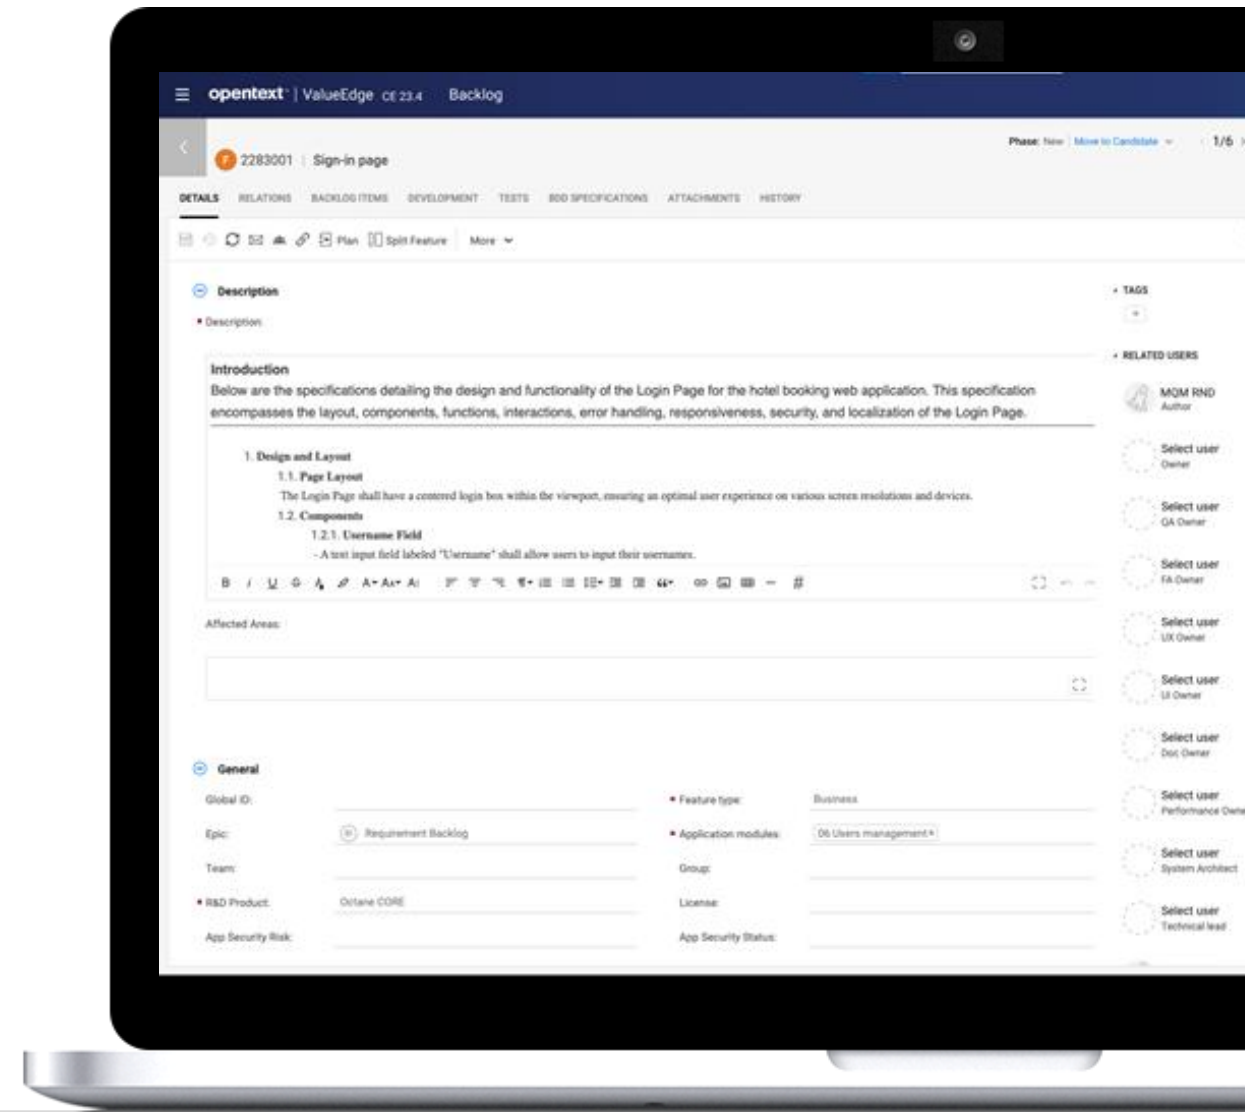 opentext™ | ValueEdge CE 23.4 Backlog
Phase: New Move to Candidate 1/6
F 2283001 Sign-in page
DETAILS RELATIONS BACKLOG ITEMS DEVELOPMENT TESTS BDD SPECIFICATIONS ATTACHMENTS HISTORY
Plan Split Feature More
Description
Description:
Introduction
Below are the specifications detailing the design and functionality of the Login Page for the hotel booking web application. This specification
encompasses the layout, components, functions, interactions, error handling, responsiveness, security, and localization of the Login Page.
1. Design and Layout
1.1. Page Layout
The Login Page shall have a centered login box within the viewport, ensuring an optimal user experience on various screen resolutions and devices.
1.2. Components
1.2.1. Username Field
- A text input field labeled "Username" shall allow users to input their usernames.
Affected Areas:
General
Global ID:
Feature type: Business
Epic: Requirement Backlog
Application modules: 06 Users management
Team:
Group:
R&D Product: Octane CORE
License:
App Security Risk:
App Security Status:
TAGS
RELATED USERS
MQM RND
Author
Select user
Owner
Select user
QA Owner
Select user
FA Owner
Select user
UX Owner
Select user
UI Owner
Select user
Doc Owner
Select user
Performance Owne
Select user
System Architect
Select user
Technical lead